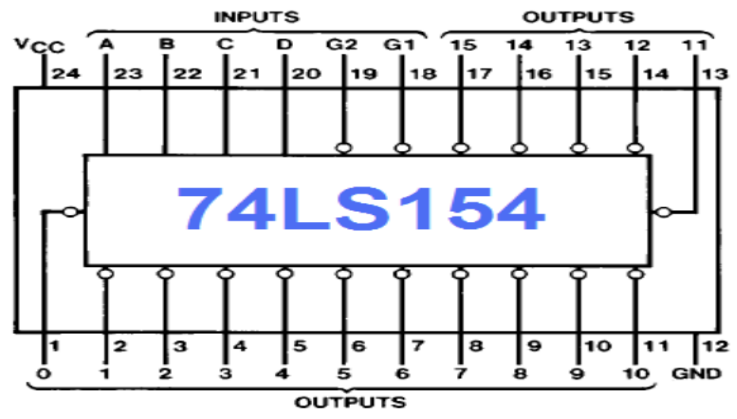 INPUTS OUTPUTS
VCC A B C D G2 G1 15 14 13 12 11
24 23 22 21 20 19 18 17 16 15 14 13
74LS154
1 2 3 4 5 6 7 8 9 10 11 12
0 1 2 3 4 5 6 7 8 9 10 GND
OUTPUTS